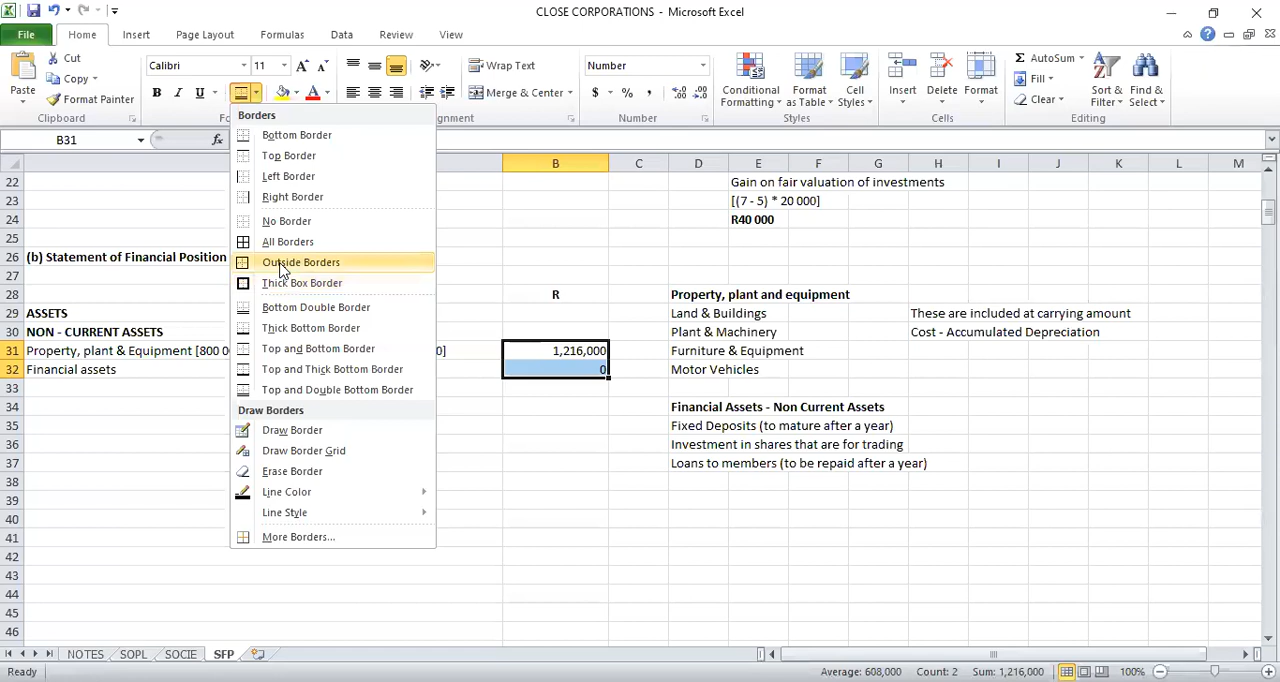 CLOSE CORPORATIONS - Microsoft Excel
File Home Insert Page Layout Formulas Data Review View
Cut
Copy
Format Painter
Paste
Clipboard
Calibri 11
B I U
Wrap Text
Merge & Center
Number
$ % ,
Number
Conditional Formatting
Format as Table
Cell Styles
Styles
Insert
Delete
Format
Cells
AutoSum
Fill
Clear
Sort & Filter
Find & Select
Editing
B31 fx
Borders
Bottom Border
Top Border
Left Border
Right Border
No Border
All Borders
Outside Borders
Thick Box Border
Bottom Double Border
Thick Bottom Border
Top and Bottom Border
Top and Thick Bottom Border
Top and Double Bottom Border
Draw Borders
Draw Border
Draw Border Grid
Erase Border
Line Color
Line Style
More Borders...
B C D E F G H I J K L M
22 Gain on fair valuation of investments
23 [(7 - 5) * 20 000]
24 R40 000
25
26 (b) Statement of Financial Position
27
28 R Property, plant and equipment
29 ASSETS Land & Buildings These are included at carrying amount
30 NON - CURRENT ASSETS Plant & Machinery Cost - Accumulated Depreciation
31 Property, plant & Equipment [800 0 0] 1,216,000 Furniture & Equipment
32 Financial assets 0 Motor Vehicles
33
34 Financial Assets - Non Current Assets
35 Fixed Deposits (to mature after a year)
36 Investment in shares that are for trading
37 Loans to members (to be repaid after a year)
38
39
40
41
42
43
44
45
46
NOTES SOPL SOCIE SFP
Ready Average: 608,000 Count: 2 Sum: 1,216,000 100%